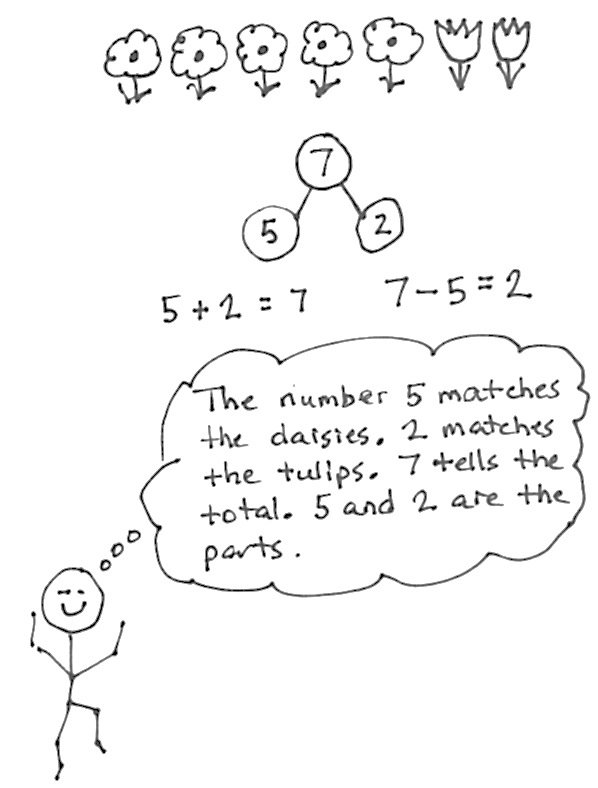 7
5 2
5 + 2 = 7 7 - 5 = 2
The number 5 matches
the daisies. 2 matches
the tulips. 7 tells the
total. 5 and 2 are the
parts.